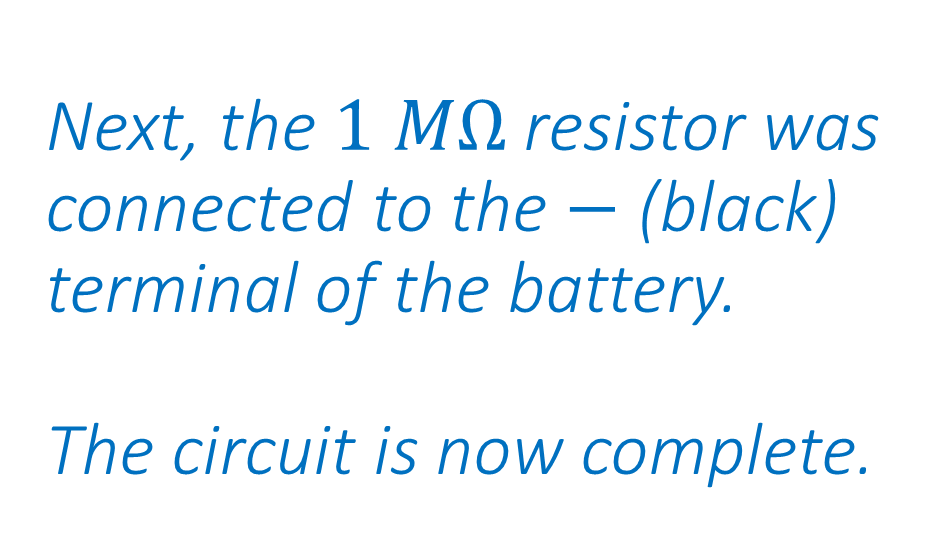 Next, the 1 MΩ resistor was
connected to the − (black)
terminal of the battery.
The circuit is now complete.